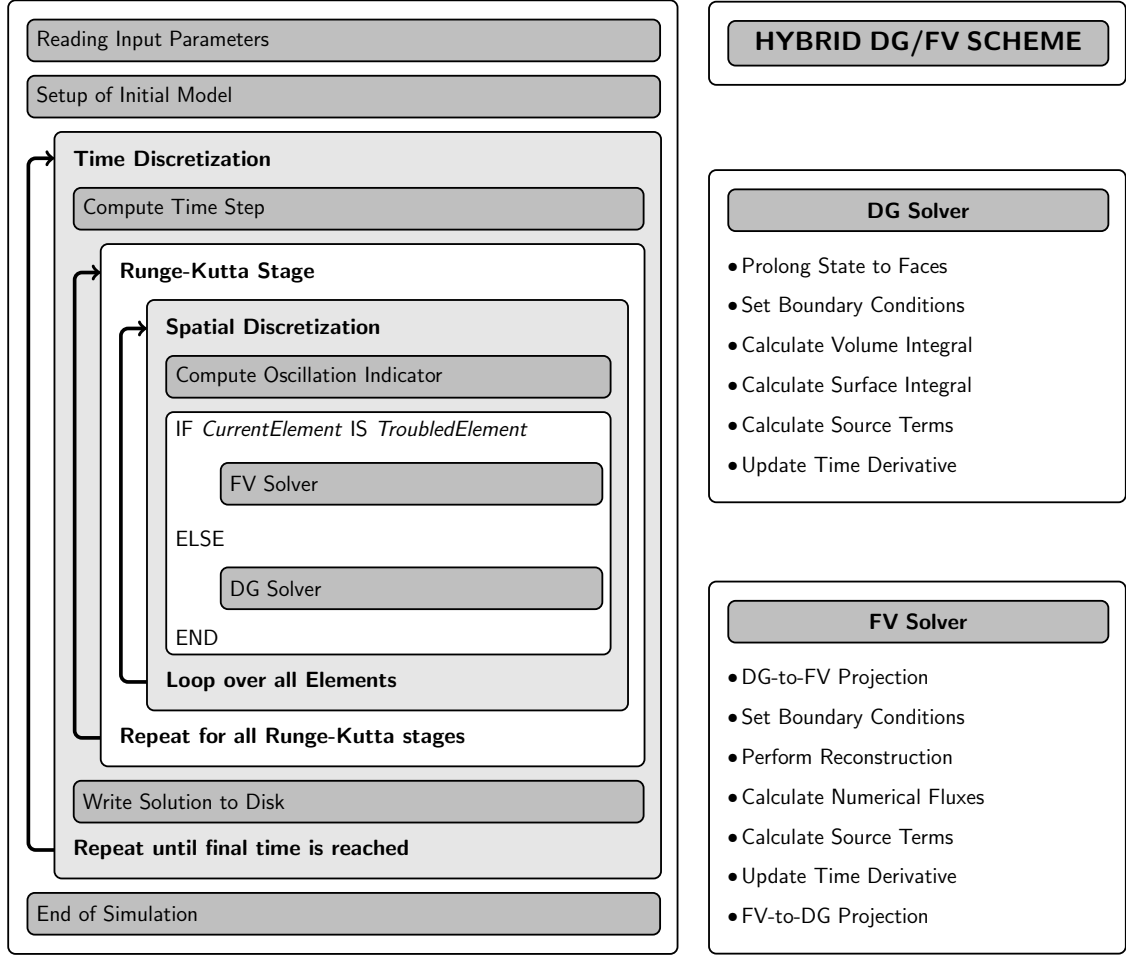 Reading Input Parameters
Setup of Initial Model
Time Discretization
Compute Time Step
Runge-Kutta Stage
Spatial Discretization
Compute Oscillation Indicator
IF CurrentElement IS TroubledElement
FV Solver
ELSE
DG Solver
END
Loop over all Elements
Repeat for all Runge-Kutta stages
Write Solution to Disk
Repeat until final time is reached
End of Simulation
HYBRID DG/FV SCHEME
DG Solver
• Prolong State to Faces
• Set Boundary Conditions
• Calculate Volume Integral
• Calculate Surface Integral
• Calculate Source Terms
• Update Time Derivative
FV Solver
• DG-to-FV Projection
• Set Boundary Conditions
• Perform Reconstruction
• Calculate Numerical Fluxes
• Calculate Source Terms
• Update Time Derivative
• FV-to-DG Projection